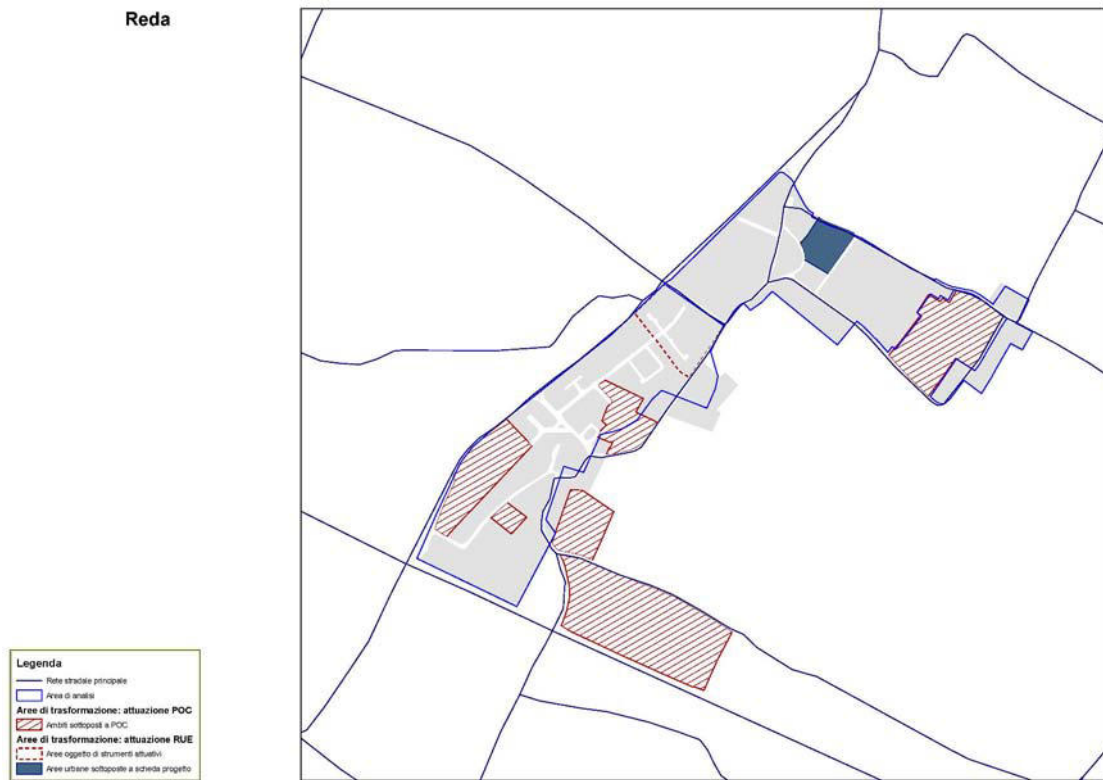 Reda
Legenda
Rete stradale principale
Area di analisi
Aree di trasformazione: attuazione POC
Ambiti sottoposti a POC
Aree di trasformazione: attuazione RUE
Aree oggetto di strumenti attuativi
Aree urbane sottoposte a scheda progetto